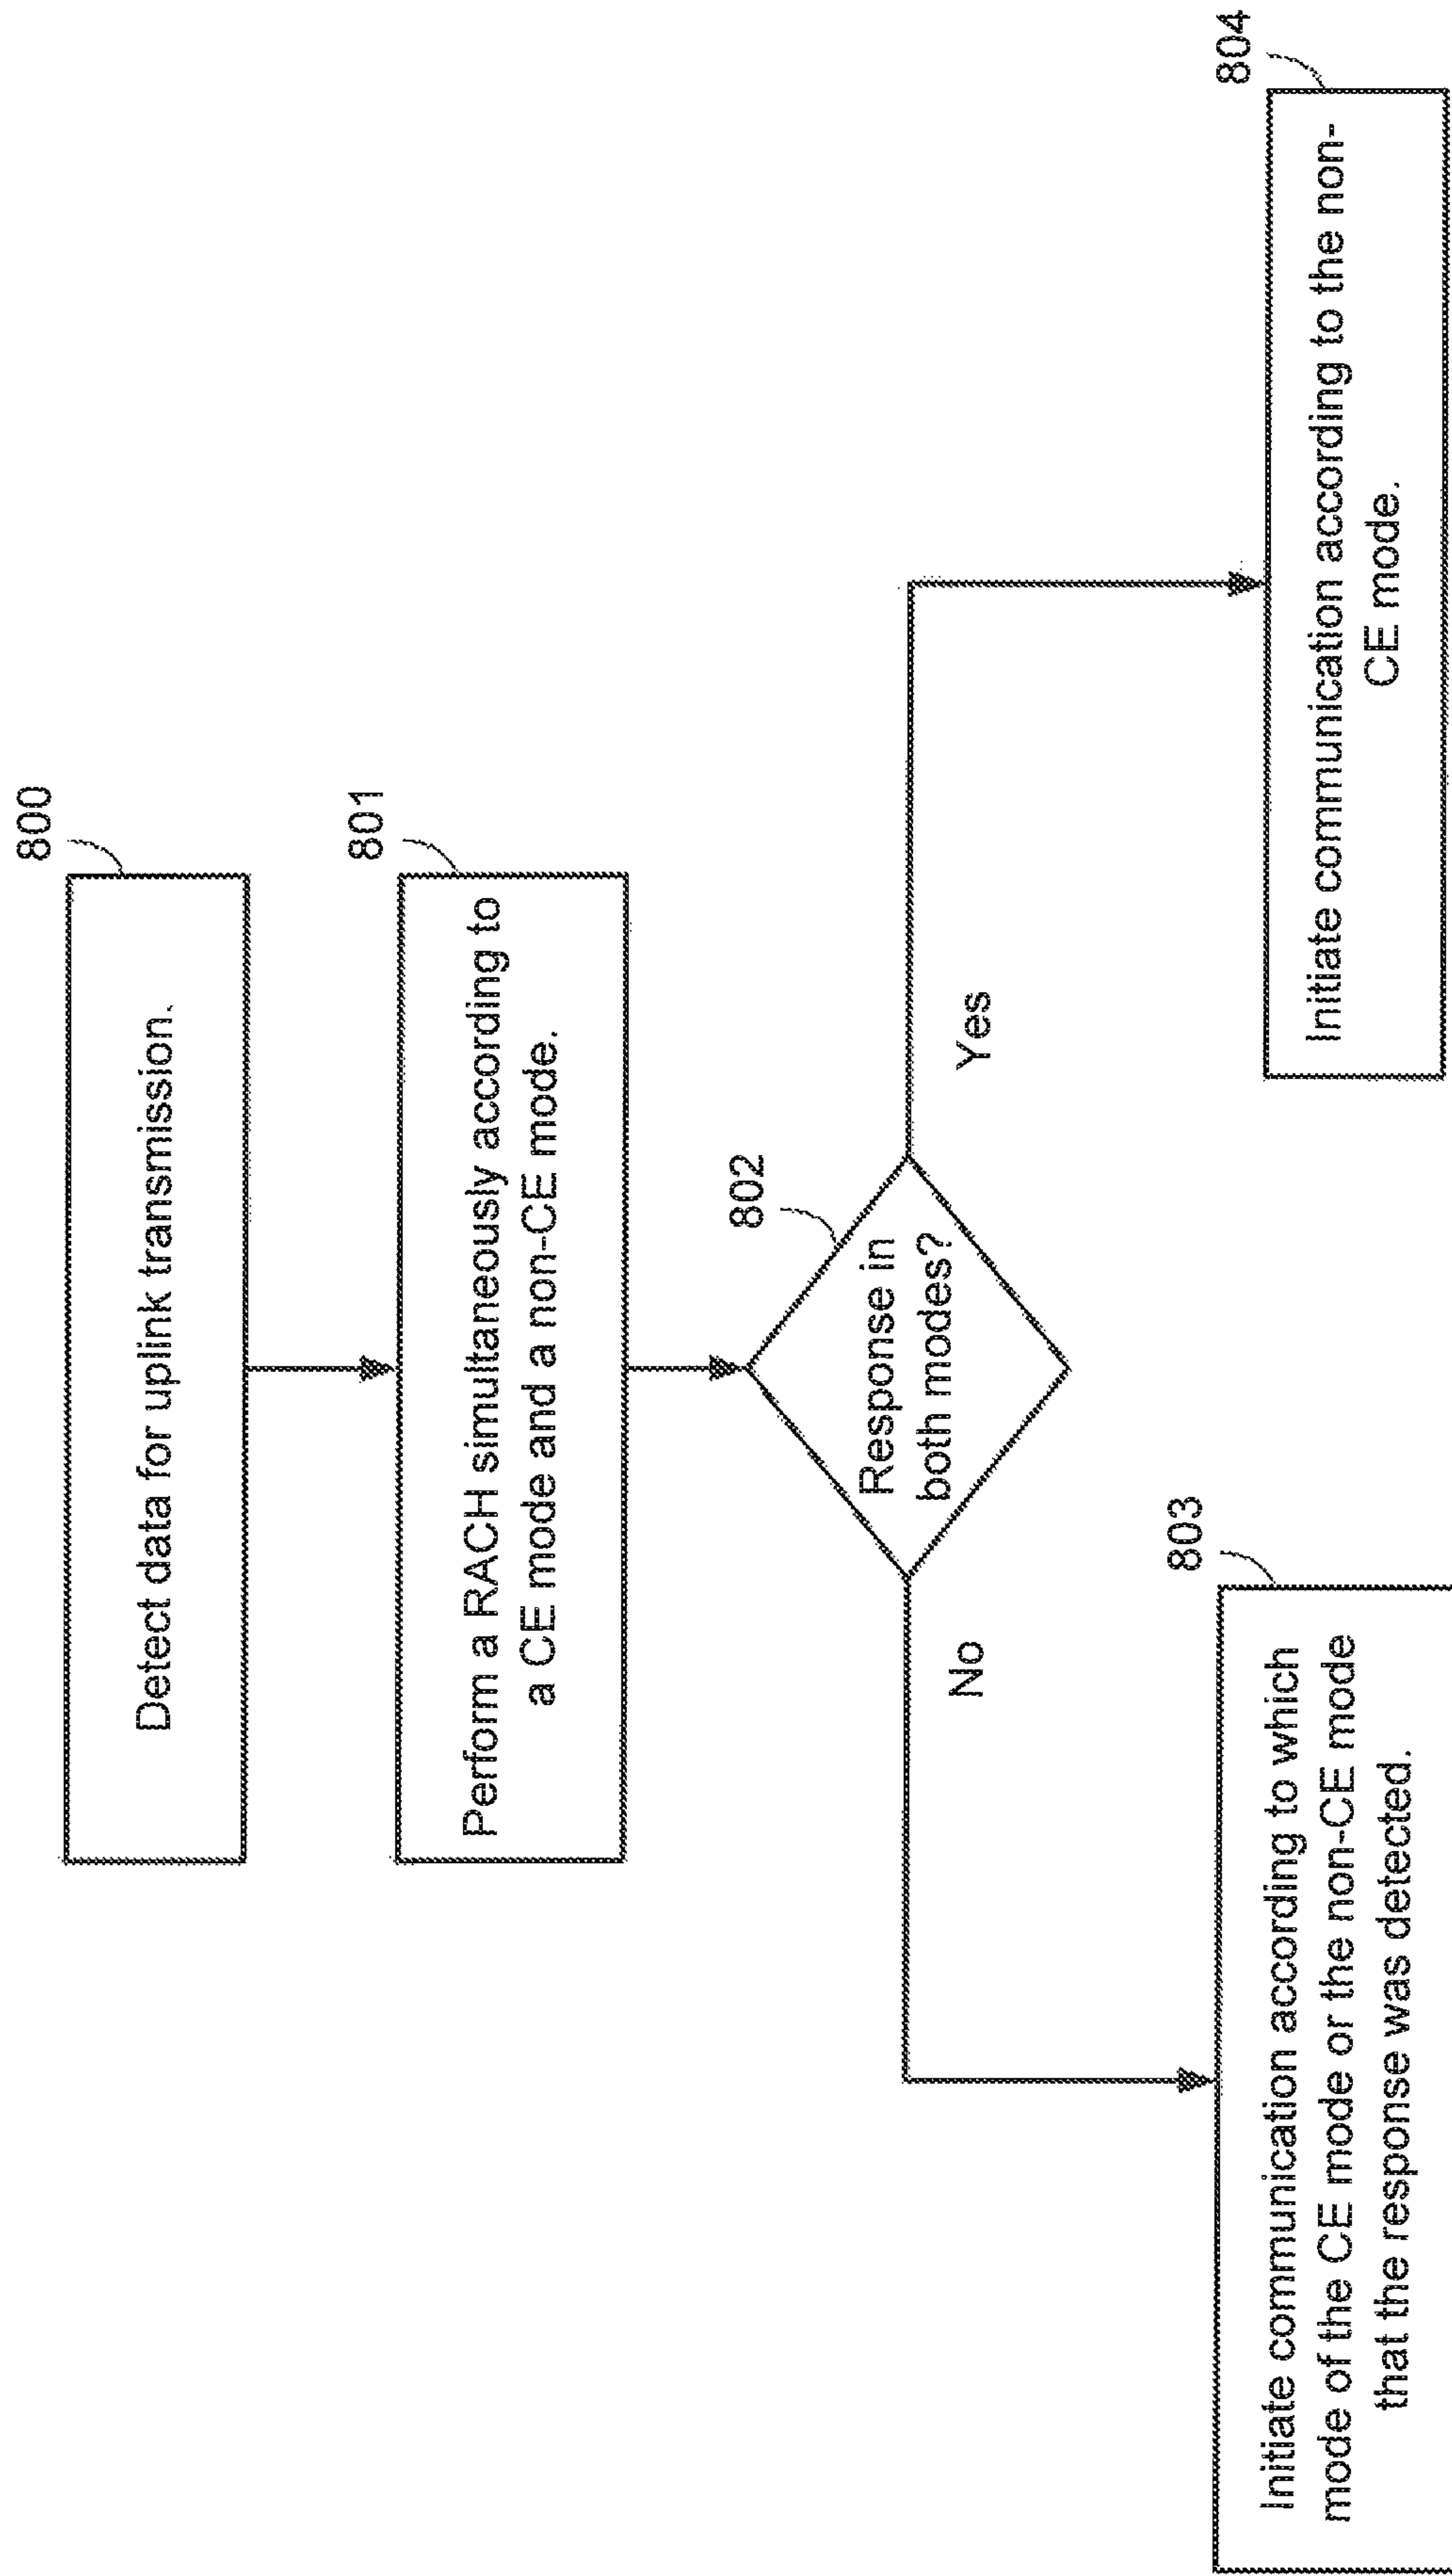 800
Detect data for uplink transmission.
801
Perform a RACH simultaneously according to
a CE mode and a non-CE mode.
802
Response in
both modes?
No
Yes
803
Initiate communication according to which
mode of the CE mode or the non-CE mode
that the response was detected.
804
Initiate communication according to the non-
CE mode.